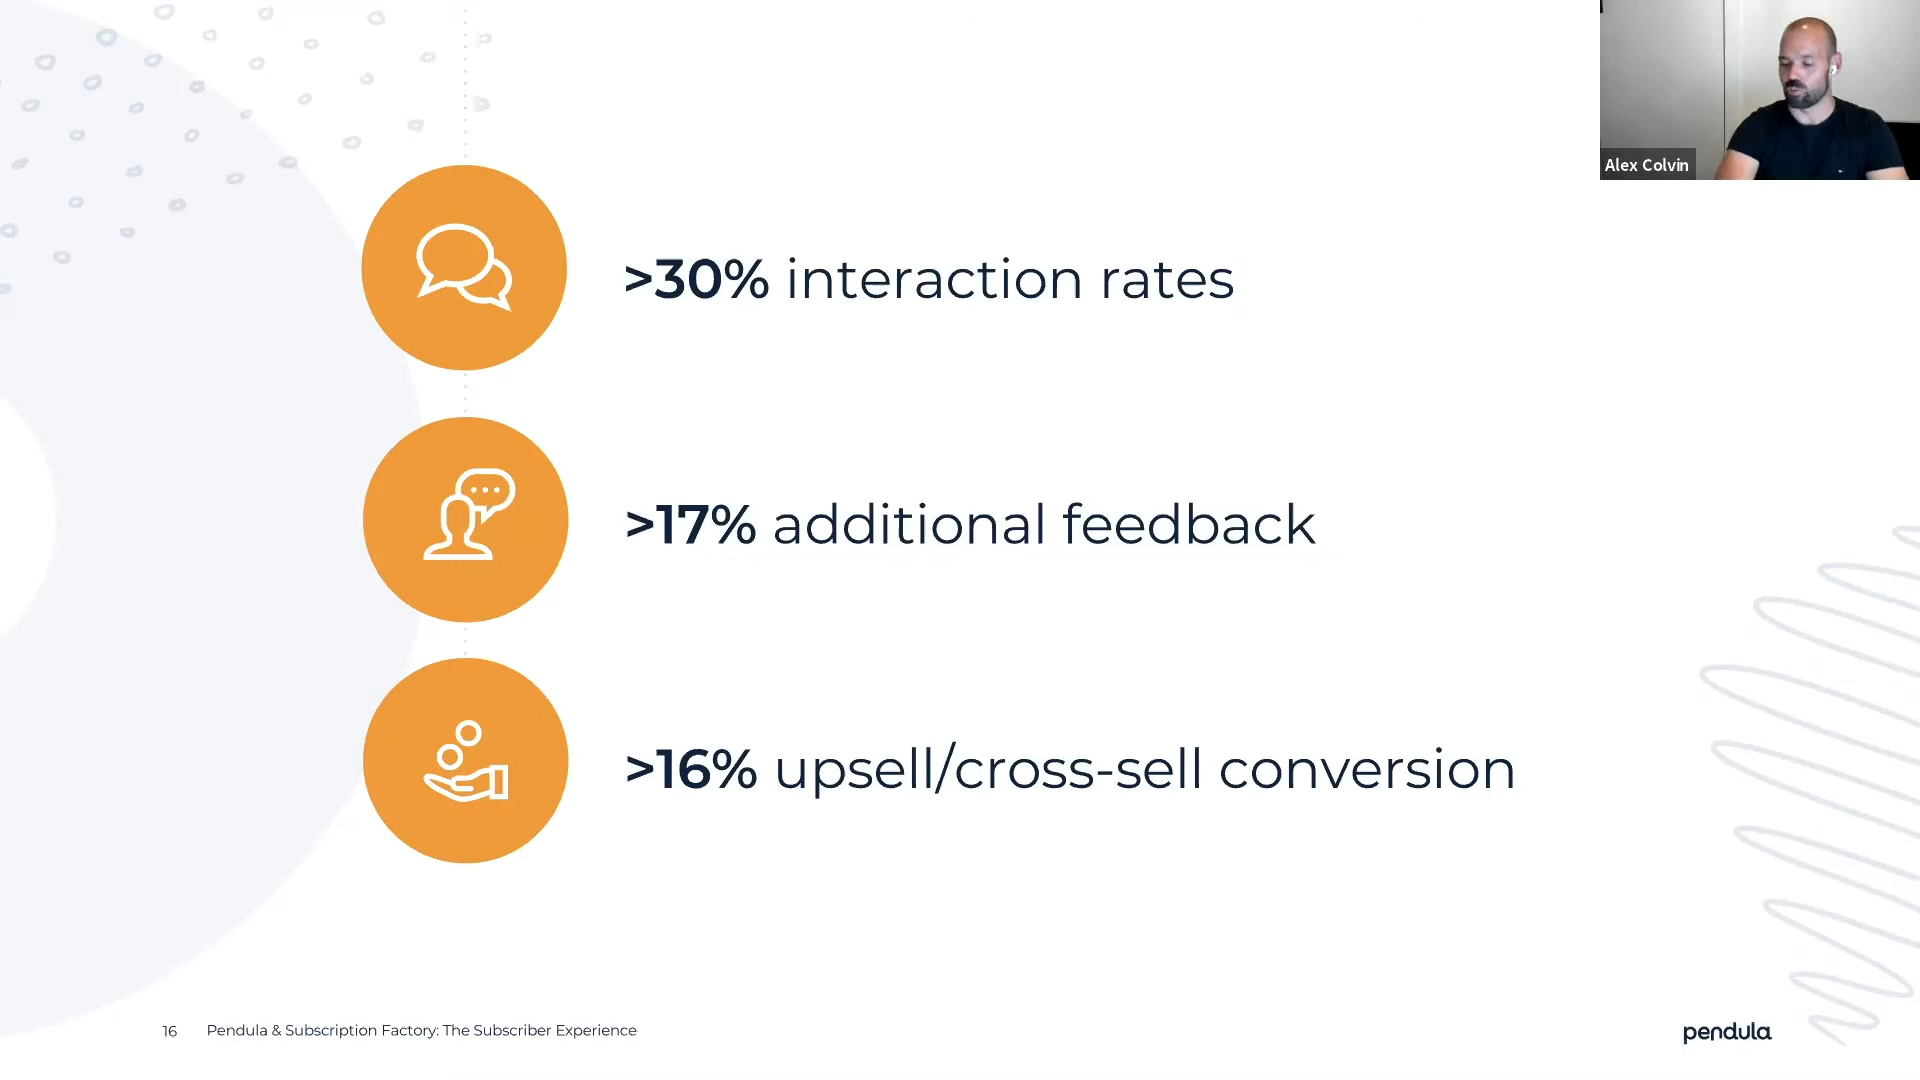 Alex Colvin
>30% interaction rates
>17% additional feedback
>16% upsell/cross-sell conversion
16 Pendula & Subscription Factory: The Subscriber Experience
pendula